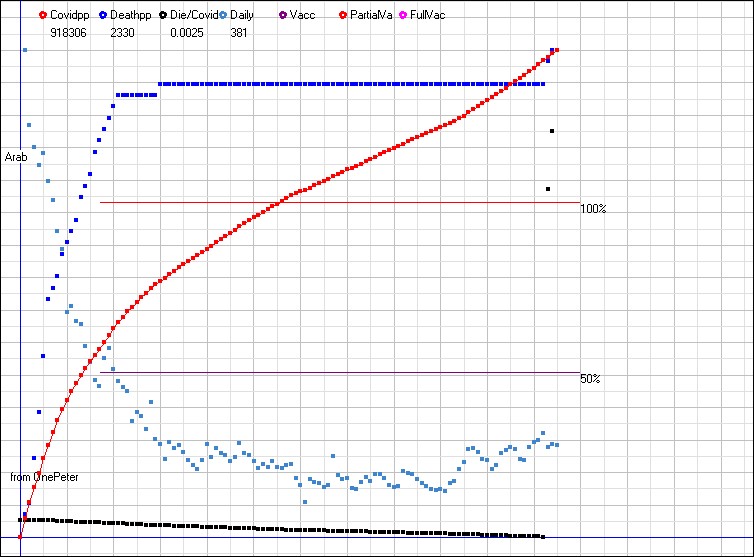 Covidpp Deathpp Die/Covid Daily Vacc PartialVa FullVac
918306 2330 0.0025 381
Arab
100%
50%
from OnePeter